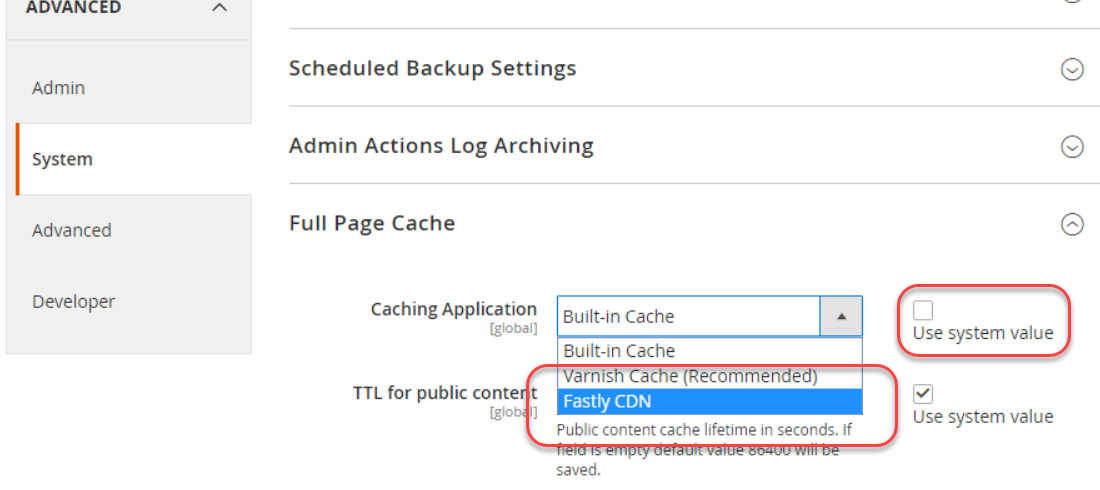 ADVANCED
Admin
System
Advanced
Developer
Scheduled Backup Settings
Admin Actions Log Archiving
Full Page Cache
Caching Application
[global]
Built-in Cache
Built-in Cache
Varnish Cache (Recommended)
Fastly CDN
Use system value
TTL for public content
[global]
Use system value
Public content cache lifetime in seconds. If
field is empty default value 86400 will be
saved.